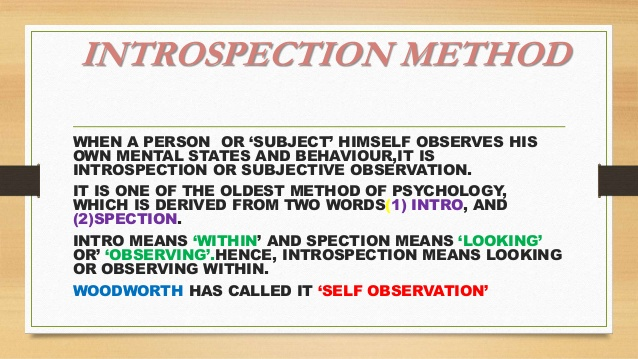 INTROSPECTION METHOD
WHEN A PERSON OR ‘SUBJECT’ HIMSELF OBSERVES HIS
OWN MENTAL STATES AND BEHAVIOUR,IT IS
INTROSPECTION OR SUBJECTIVE OBSERVATION.
IT IS ONE OF THE OLDEST METHOD OF PSYCHOLOGY,
WHICH IS DERIVED FROM TWO WORDS(1) INTRO, AND
(2)SPECTION.
INTRO MEANS ‘WITHIN’ AND SPECTION MEANS ‘LOOKING’
OR’ ‘OBSERVING’.HENCE, INTROSPECTION MEANS LOOKING
OR OBSERVING WITHIN.
WOODWORTH HAS CALLED IT ‘SELF OBSERVATION’